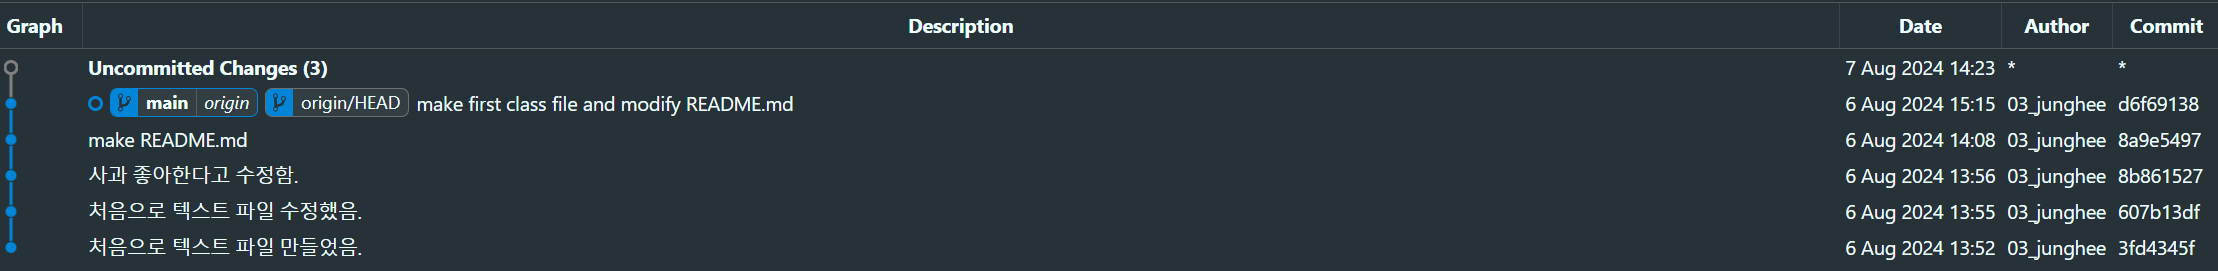 Graph Description Date Author Commit
Uncommitted Changes (3) 7 Aug 2024 14:23 * *
main origin origin/HEAD make first class file and modify README.md 6 Aug 2024 15:15 03_junghee d6f69138
make README.md 6 Aug 2024 14:08 03_junghee 8a9e5497
사과 좋아한다고 수정함. 6 Aug 2024 13:56 03_junghee 8b861527
처음으로 텍스트 파일 수정했음. 6 Aug 2024 13:55 03_junghee 607b13df
처음으로 텍스트 파일 만들었음. 6 Aug 2024 13:52 03_junghee 3fd4345f